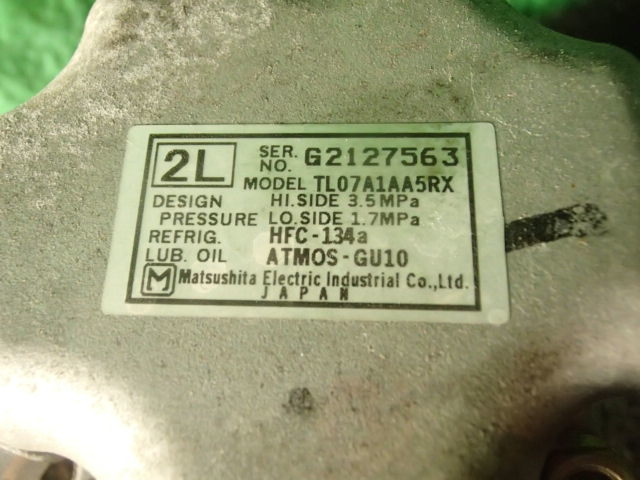 2L
SER. NO. G2127563
MODEL TL07A1AA5RX
DESIGN HI.SIDE 3.5MPa
PRESSURE LO.SIDE 1.7MPa
REFRIG. HFC-134a
LUB. OIL ATMOS-GU10
M Matsushita Electric Industrial Co.,Ltd.
JAPAN